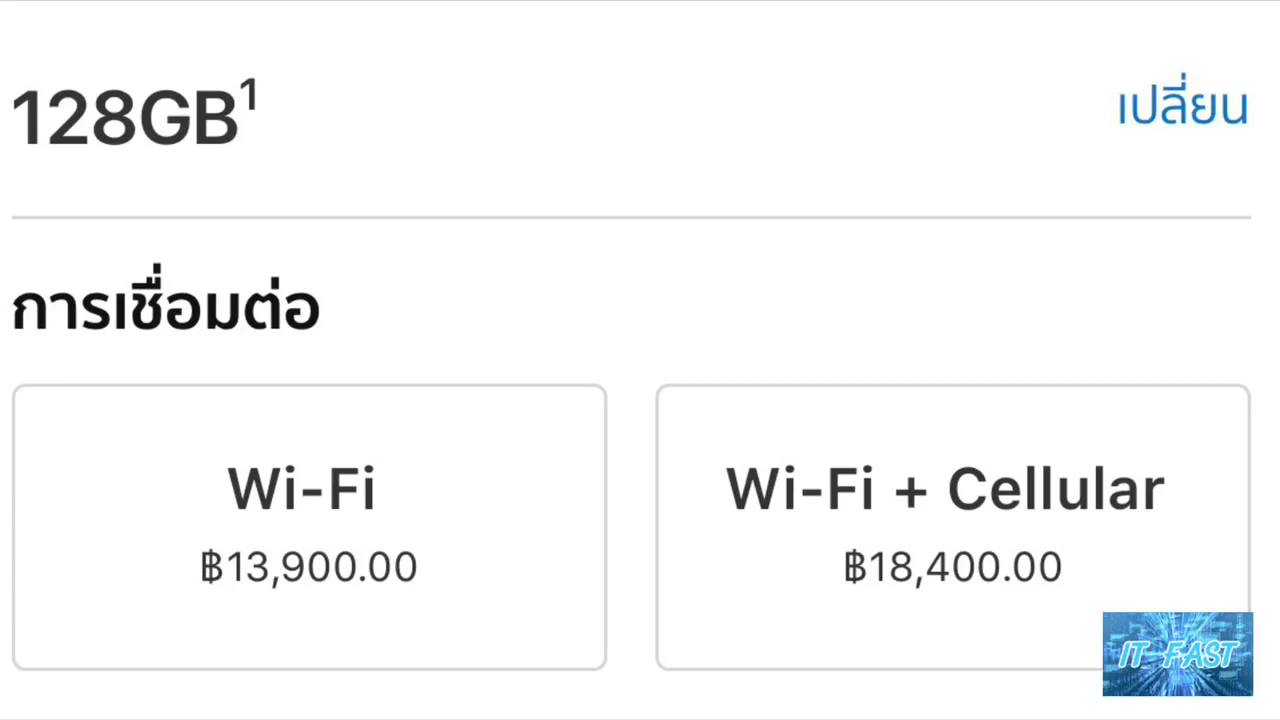 128GB¹
เปลี่ยน
การเชื่อมต่อ
Wi-Fi
฿13,900.00
Wi-Fi + Cellular
฿18,400.00
IT FAST